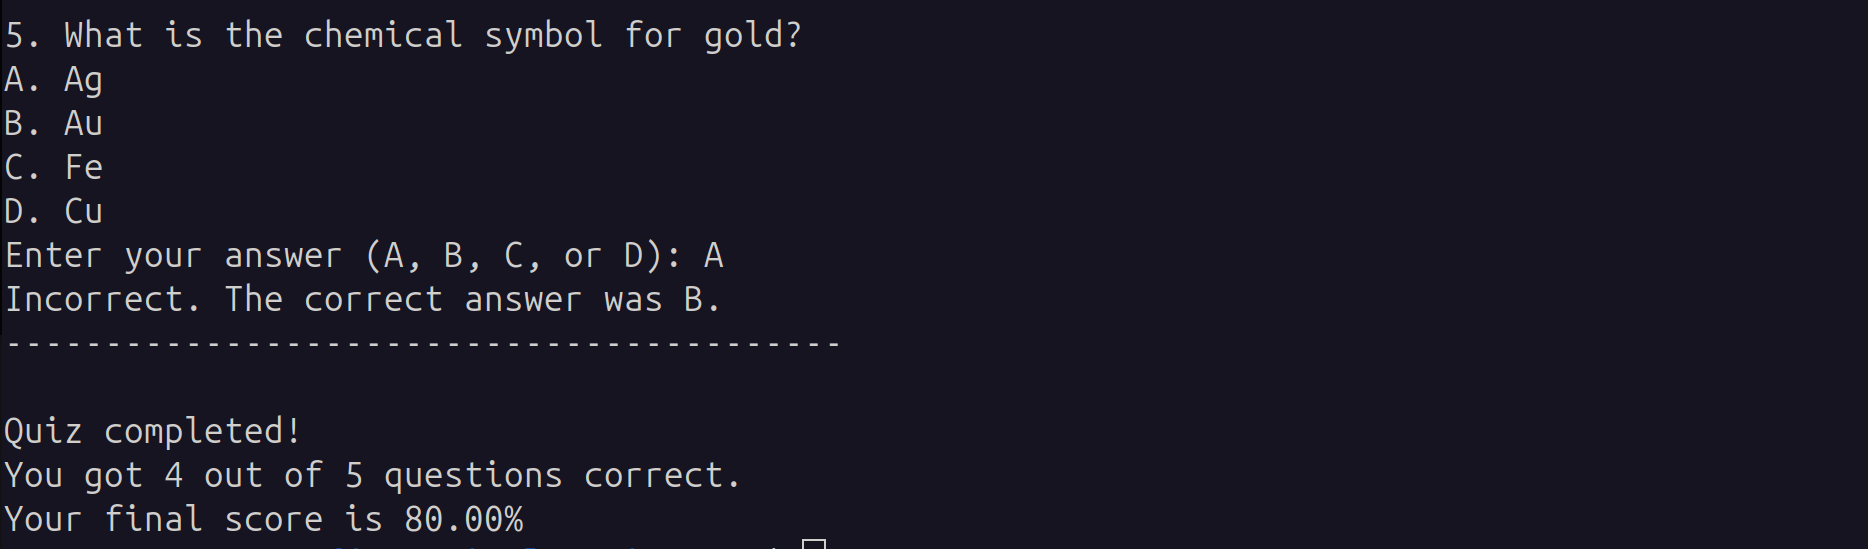 5. What is the chemical symbol for gold?
A. Ag
B. Au
C. Fe
D. Cu
Enter your answer (A, B, C, or D): A
Incorrect. The correct answer was B.
------------------------------------------
Quiz completed!
You got 4 out of 5 questions correct.
Your final score is 80.00%